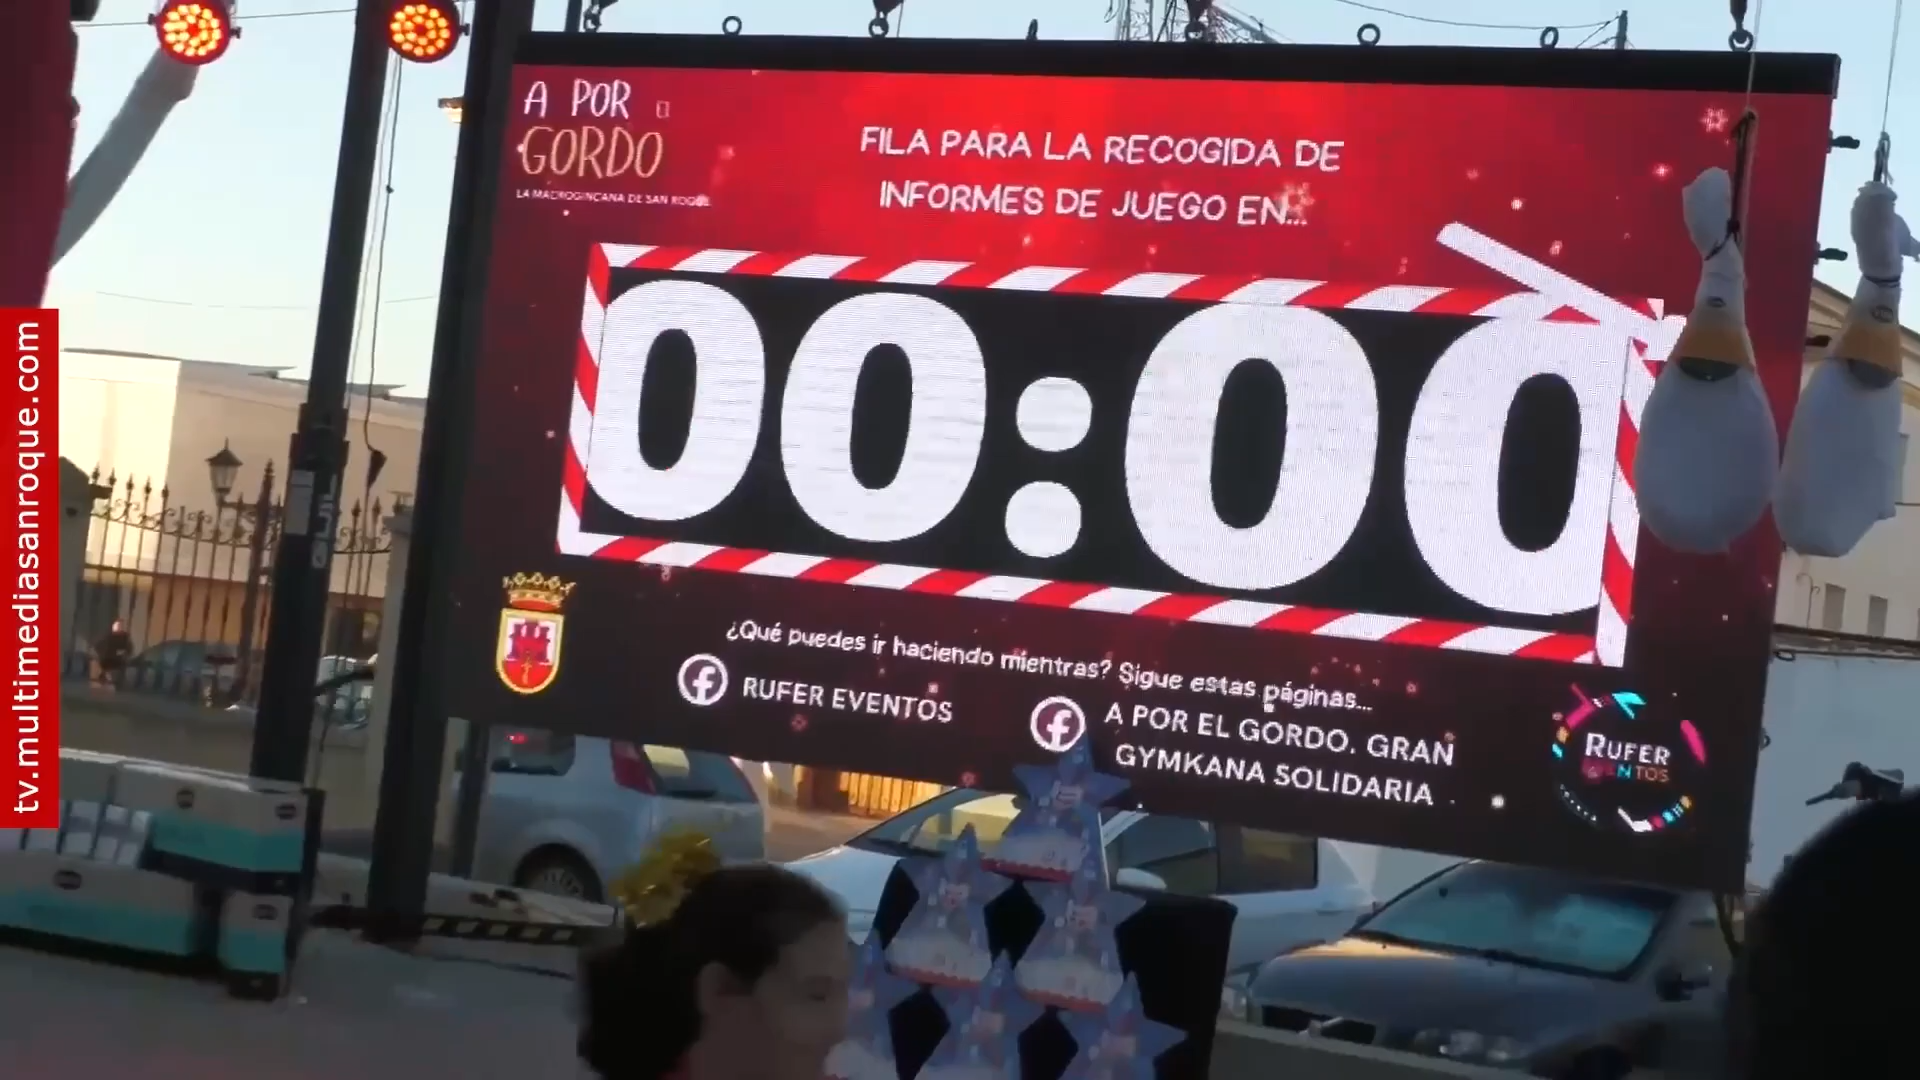 A POR EL
GORDO
LA MACROGINCANA DE SAN ROQUE
FILA PARA LA RECOGIDA DE
INFORMES DE JUEGO EN...
00:00
¿Qué puedes ir haciendo mientras? Sigue estas páginas...
RUFER EVENTOS
A POR EL GORDO. GRAN
GYMKANA SOLIDARIA
RUFER
EVENTOS
tv.multimediasanroque.com